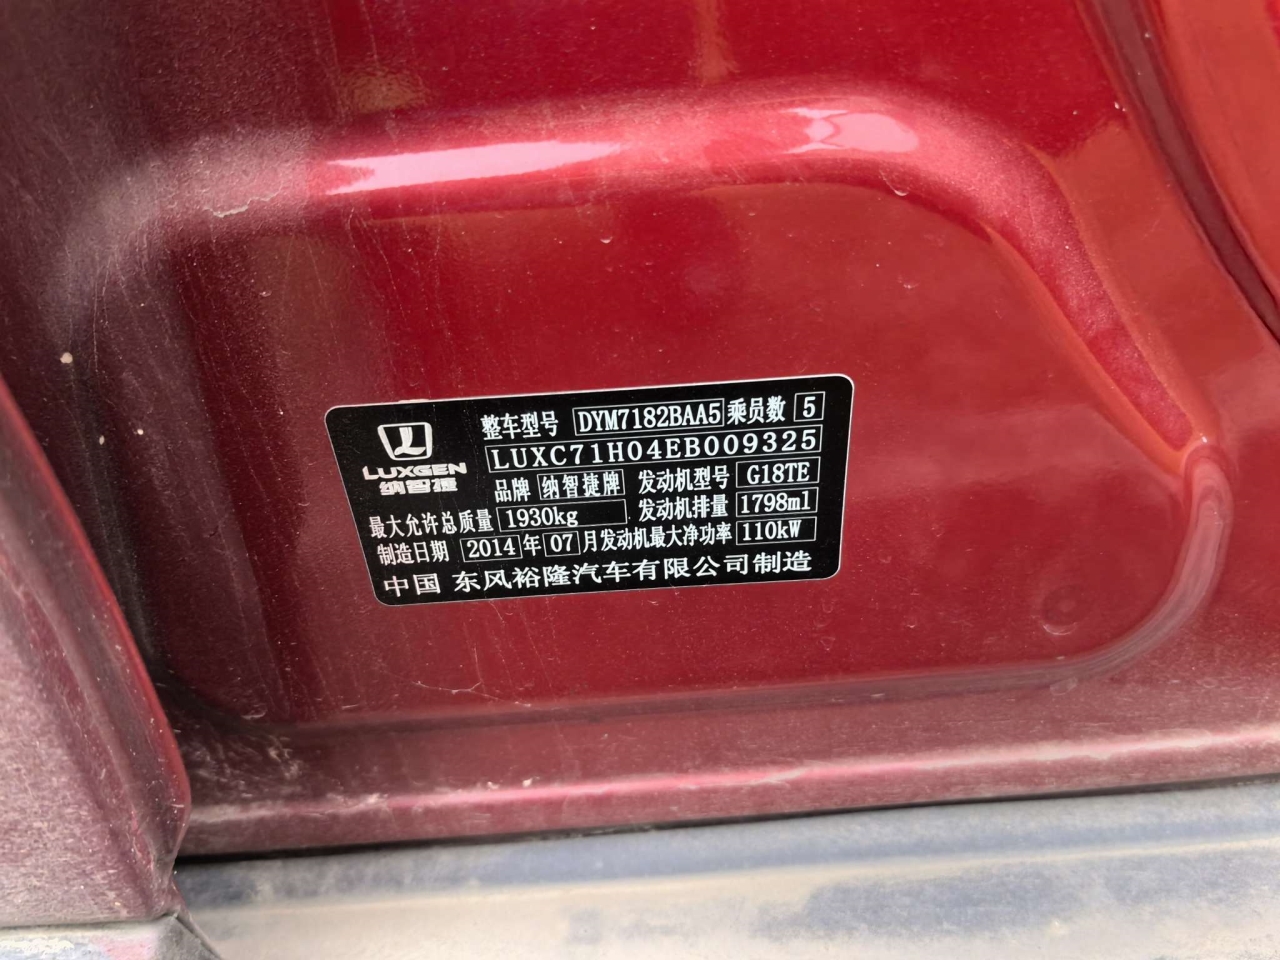 LUXGEN
纳智捷
整车型号 DYM7182BAA5 乘员数 5
LUXC71H04EB009325
品牌 纳智捷牌 发动机型号 G18TE
最大允许总质量 1930kg 发动机排量 1798ml
制造日期 2014 年 07 月 发动机最大净功率 110kW
中国 东风裕隆汽车有限公司制造